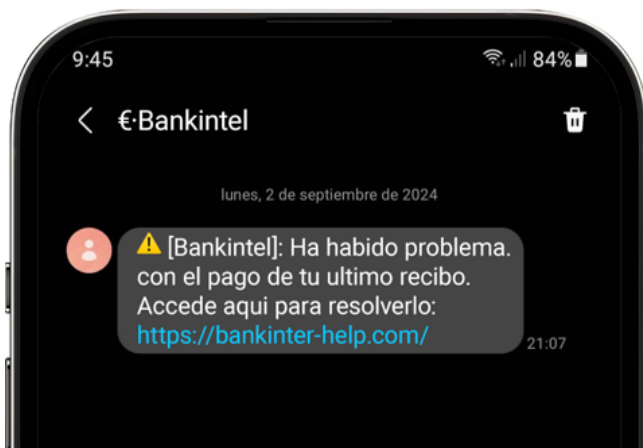 9:45
84%
€·Bankintel
lunes, 2 de septiembre de 2024
⚠ [Bankintel]: Ha habido problema.
con el pago de tu ultimo recibo.
Accede aqui para resolverlo:
https://bankinter-help.com/
21:07